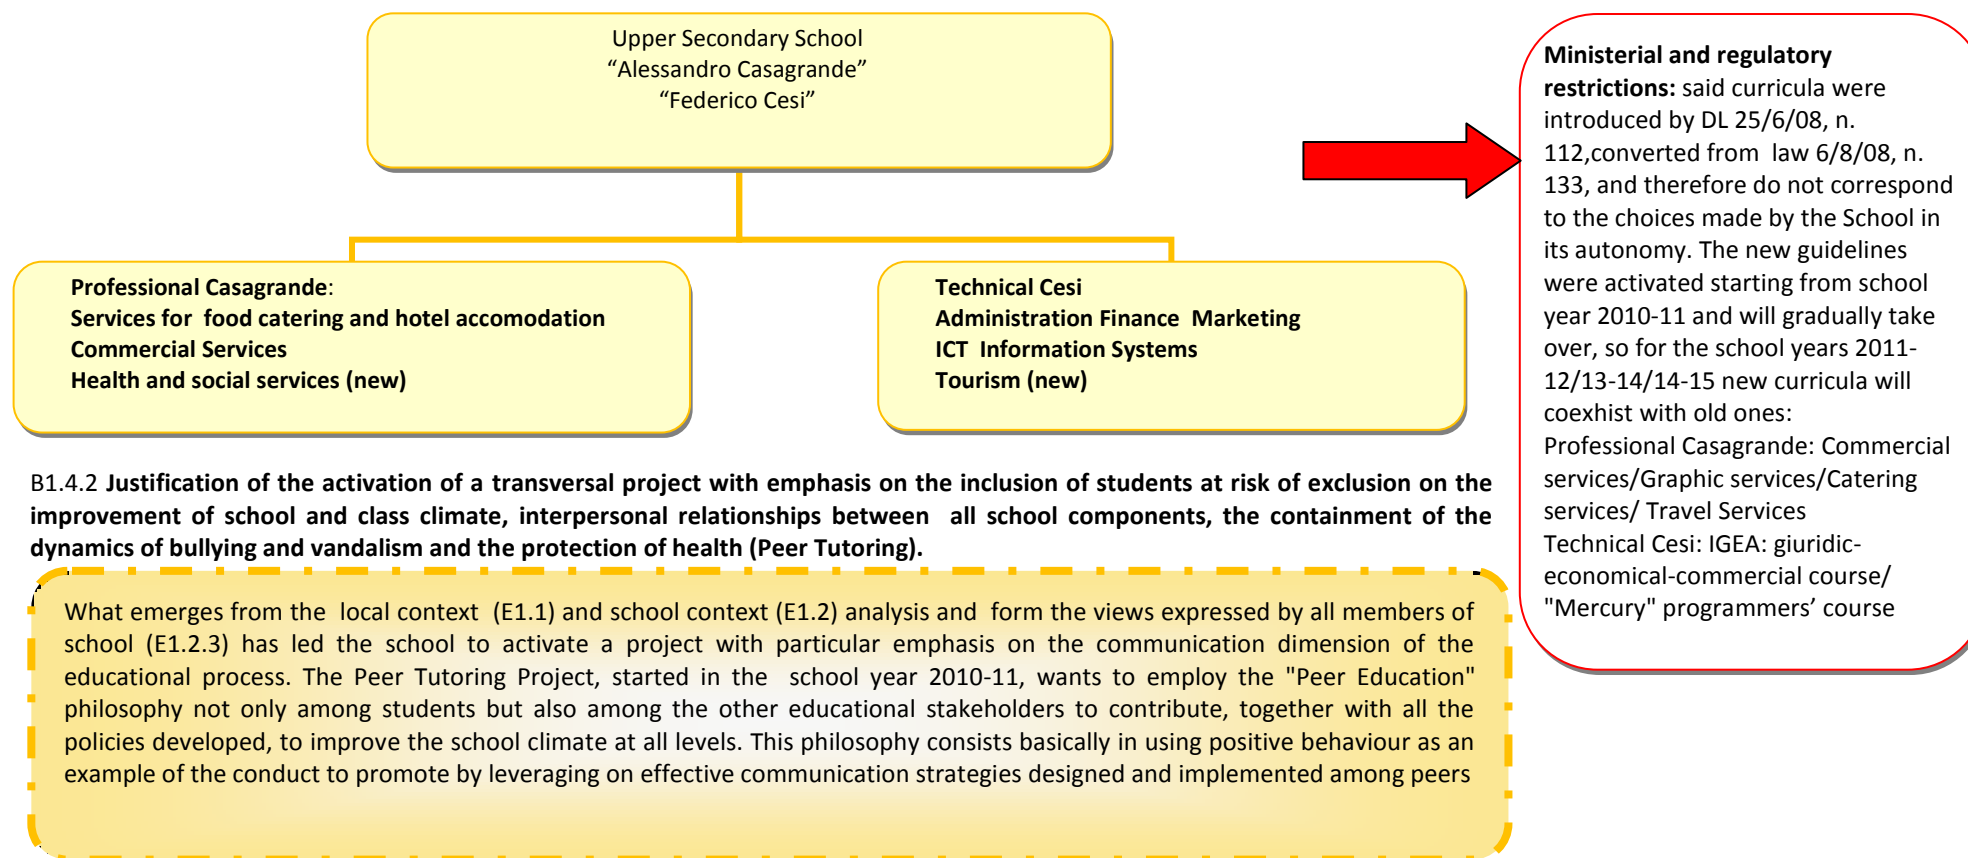 Upper Secondary School
“Alessandro Casagrande”
“Federico Cesi”
Professional Casagrande:
Services for food catering and hotel accomodation
Commercial Services
Health and social services (new)
Technical Cesi
Administration Finance Marketing
ICT Information Systems
Tourism (new)
Ministerial and regulatory
restrictions: said curricula were
introduced by DL 25/6/08, n.
112,converted from law 6/8/08, n.
133, and therefore do not correspond
to the choices made by the School in
its autonomy. The new guidelines
were activated starting from school
year 2010-11 and will gradually take
over, so for the school years 2011-
12/13-14/14-15 new curricula will
coexhist with old ones:
Professional Casagrande: Commercial
services/Graphic services/Catering
services/ Travel Services
Technical Cesi: IGEA: giuridic-
economical-commercial course/
"Mercury" programmers’ course
B1.4.2 Justification of the activation of a transversal project with emphasis on the inclusion of students at risk of exclusion on the
improvement of school and class climate, interpersonal relationships between all school components, the containment of the
dynamics of bullying and vandalism and the protection of health (Peer Tutoring).
What emerges from the local context (E1.1) and school context (E1.2) analysis and form the views expressed by all members of
school (E1.2.3) has led the school to activate a project with particular emphasis on the communication dimension of the
educational process. The Peer Tutoring Project, started in the school year 2010-11, wants to employ the "Peer Education"
philosophy not only among students but also among the other educational stakeholders to contribute, together with all the
policies developed, to improve the school climate at all levels. This philosophy consists basically in using positive behaviour as an
example of the conduct to promote by leveraging on effective communication strategies designed and implemented among peers